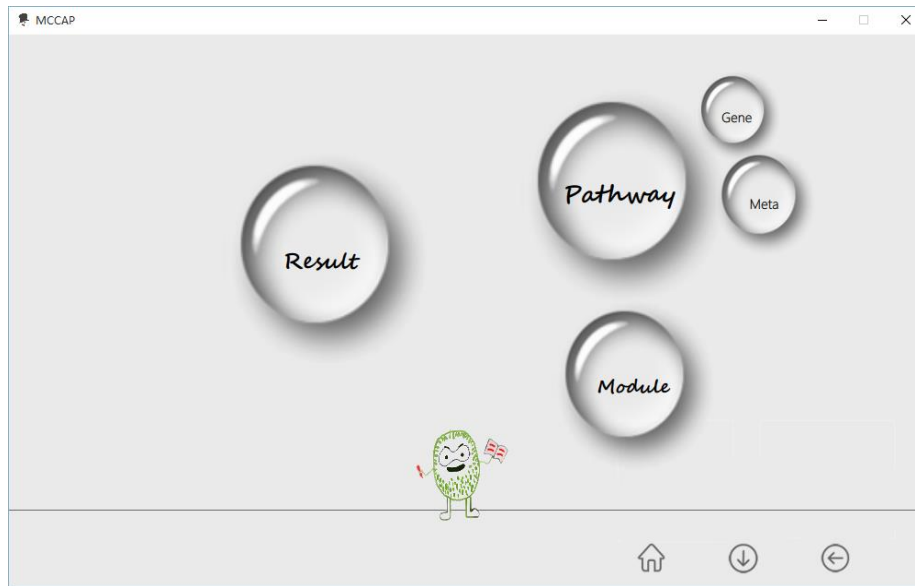 MCCAP
Gene
Pathway
Meta
Result
Module